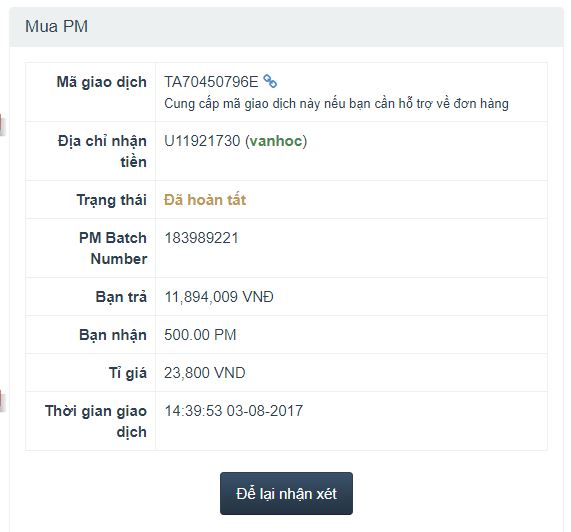 Mua PM
Mã giao dịch
TA70450796E
Cung cấp mã giao dịch này nếu bạn cần hỗ trợ về đơn hàng
Địa chỉ nhận
tiền
U11921730 (vanhoc)
Trạng thái
Đã hoàn tất
PM Batch
Number
183989221
Bạn trả
11,894,009 VNĐ
Bạn nhận
500.00 PM
Tỉ giá
23,800 VND
Thời gian giao
dịch
14:39:53 03-08-2017
Để lại nhận xét